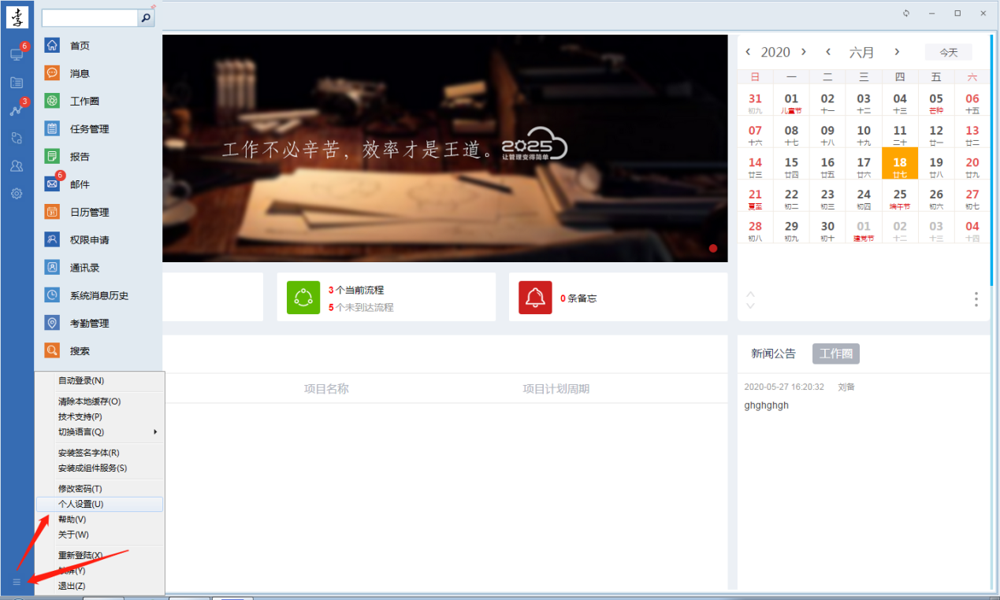 李
6
3
首页
消息
工作圈
任务管理
报告
6
邮件
31
日历管理
权限申请
通讯录
系统消息历史
考勤管理
搜索
自动登录(N)
清除本地缓存(O)
技术支持(P)
切换语言(Q)
安装签名字体(R)
安装成组件服务(S)
修改密码(T)
个人设置(U)
帮助(V)
关于(W)
重新登陆(X)
锁屏(Y)
退出(Z)
工作不必辛苦，效率才是王道。
2025
让管理变得简单
3 个当前流程
5 个未到达流程
0 条备忘
项目名称 项目计划周期
2020 六月 今天
日 一 二 三 四 五 六
31 01 02 03 04 05 06
初九 儿童节 十一 十二 十三 芒种 十五
07 08 09 10 11 12 13
十六 十七 十八 十九 二十 廿一 廿二
14 15 16 17 18 19 20
廿三 廿四 廿五 廿六 廿七 廿八 廿九
21 22 23 24 25 26 27
夏至 初二 初三 初四 端午节 初六 初七
28 29 30 01 02 03 04
初八 初九 初十 建党节 十二 十三 十四
新闻公告 工作圈
2020-05-27 16:20:32 刘备
ghghghgh